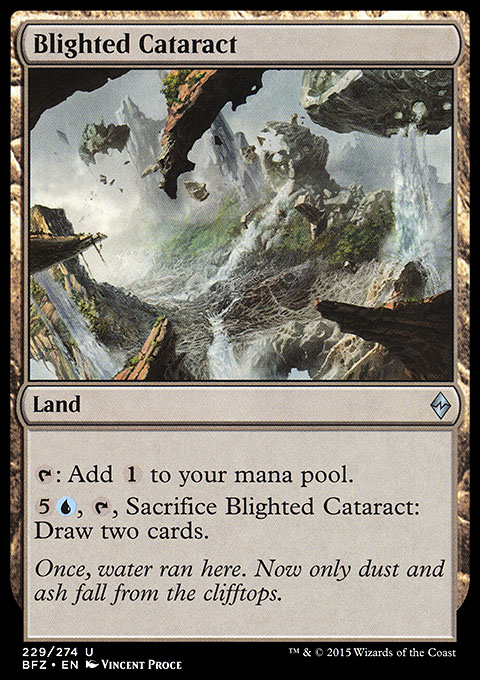 Blighted Cataract
Land
: Add 1 to your mana pool.
5 , , Sacrifice Blighted Cataract:
Draw two cards.
Once, water ran here. Now only dust and
ash fall from the clifftops.
229/274 U
BFZ • EN Vincent Proce
™ & © 2015 Wizards of the Coast